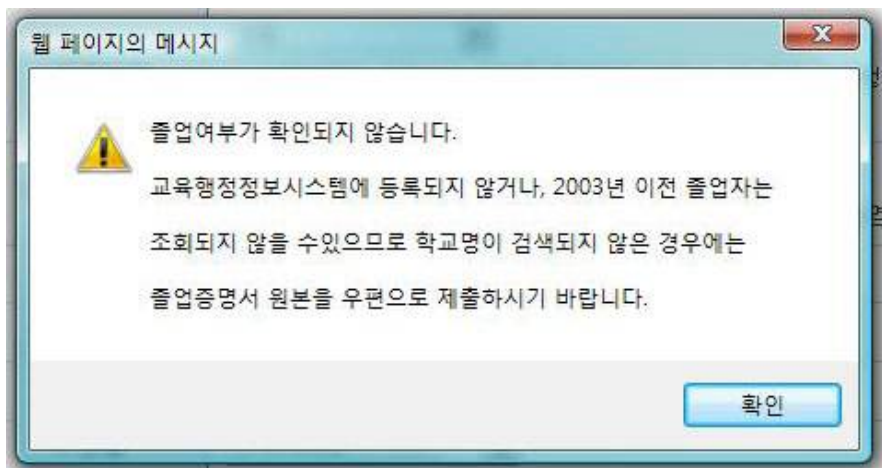 웹 페이지의 메시지
졸업여부가 확인되지 않습니다.
교육행정정보시스템에 등록되지 않거나, 2003년 이전 졸업자는
조회되지 않을 수있으므로 학교명이 검색되지 않은 경우에는
졸업증명서 원본을 우편으로 제출하시기 바랍니다.
확인